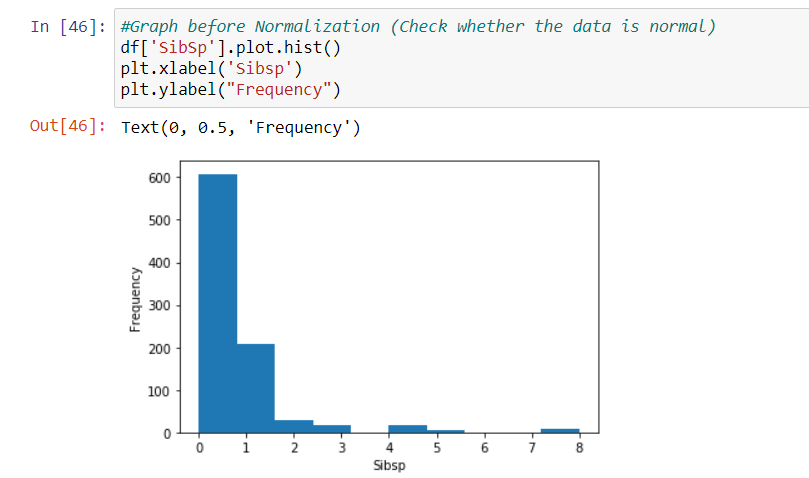 In [46]: #Graph before Normalization (Check whether the data is normal)
df['SibSp'].plot.hist()
plt.xlabel('Sibsp')
plt.ylabel("Frequency")
Out[46]: Text(0, 0.5, 'Frequency')
600
500
400
300
200
100
0
Frequency
0 1 2 3 4 5 6 7 8
Sibsp